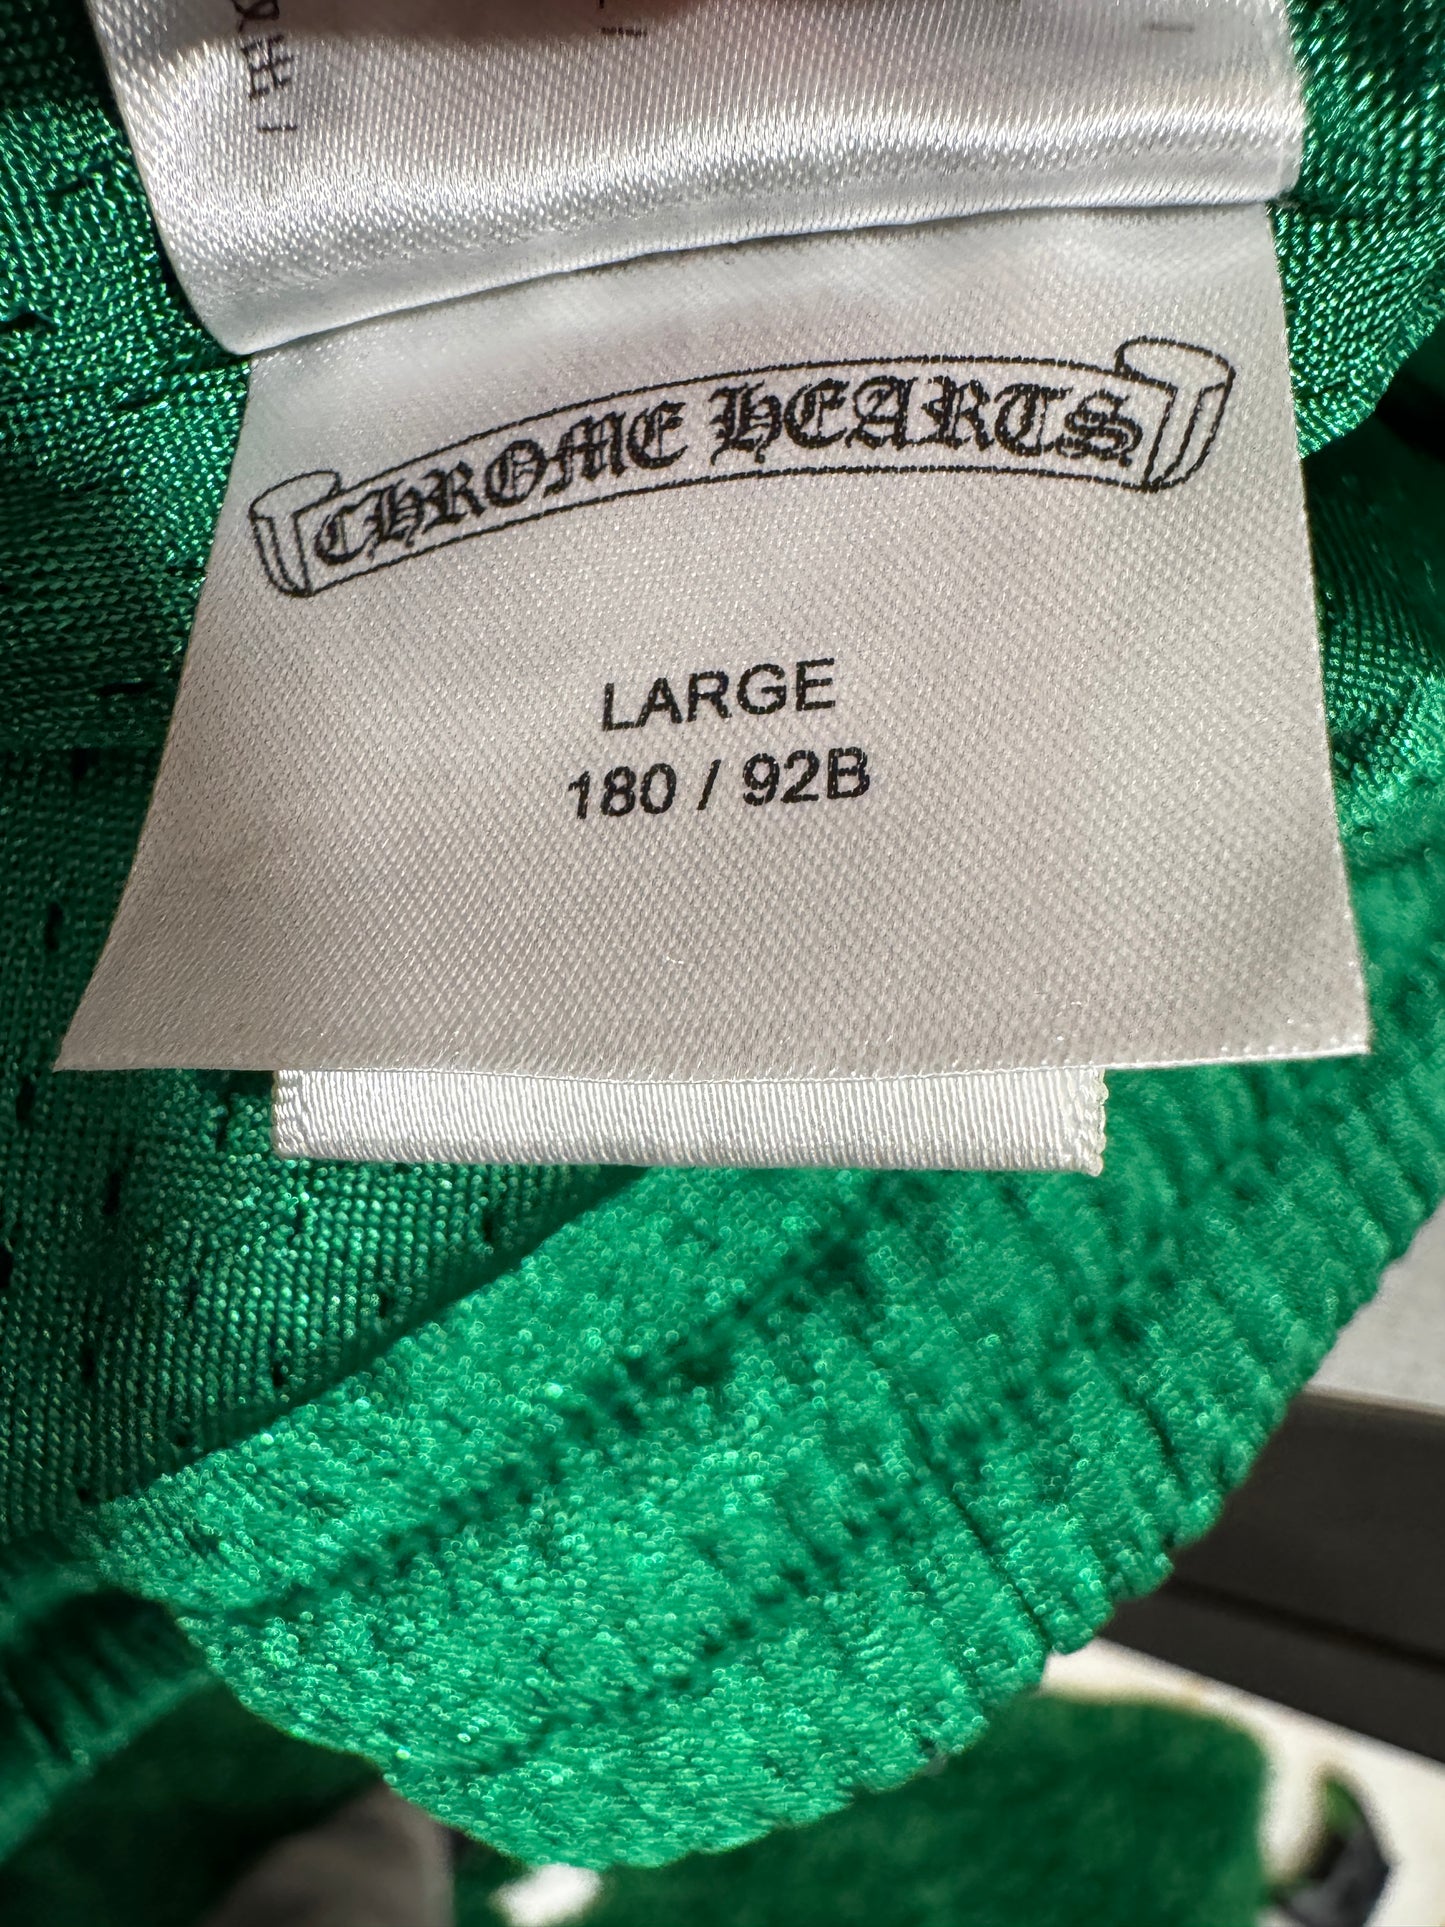 CHROME HEARTS
LARGE
180 / 92B